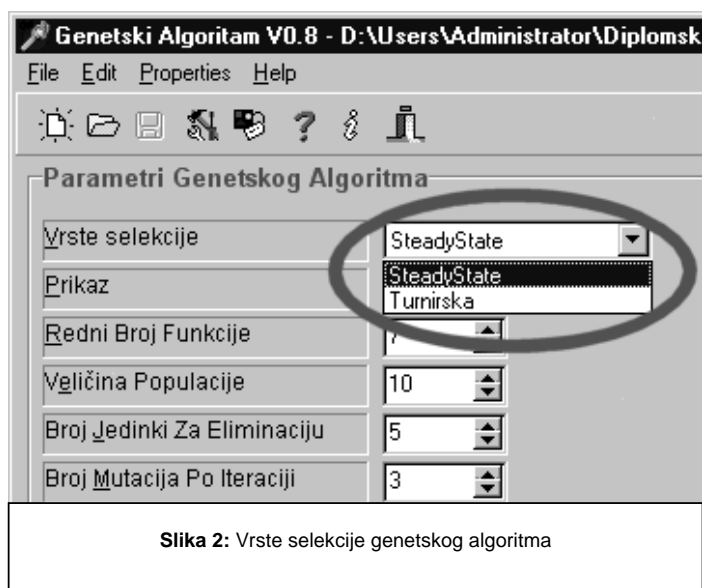 Genetski Algoritam V0.8 - D:\Users\Administrator\Diplomsk
File Edit Properties Help
Parametri Genetskog Algoritma
Vrste selekcije SteadyState
SteadyState
Prikaz
Turnirska
Redni Broj Funkcije 7
Veličina Populacije 10
Broj Jedinki Za Eliminaciju 5
Broj Mutacija Po Iteraciji 3
Slika 2: Vrste selekcije genetskog algoritma